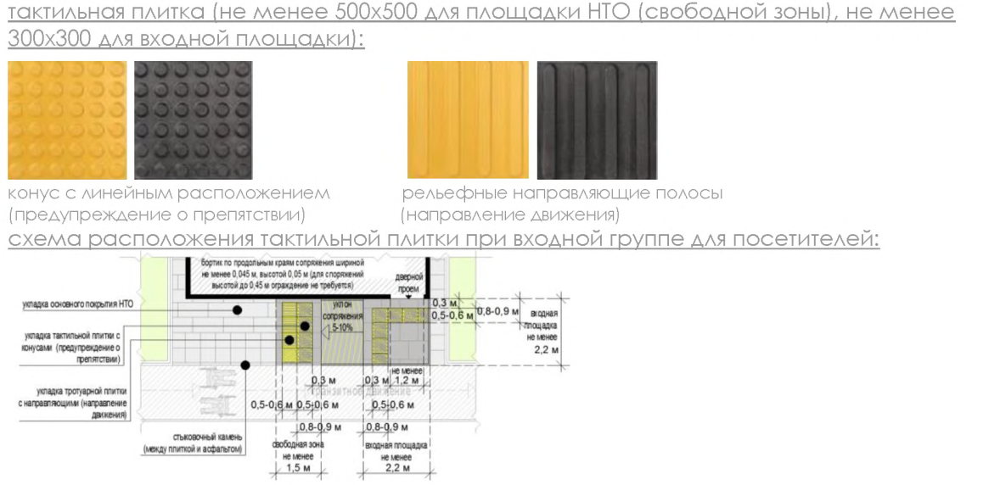 тактильная плитка (не менее 500х500 для площадки НТО (свободной зоны), не менее
300х300 для входной площадки):
конус с линейным расположением
(предупреждение о препятствии)
рельефные направляющие полосы
(направление движения)
схема расположения тактильной плитки при входной группе для посетителей:
бортик по продольным краям сопряжения шириной
не менее 0,045 м, высотой 0,05 м (для споряжений
высотой до 0,45 м ограждение не требуется)
дверной
проем
укладка основного покрытия НТО
уклон
сопряжения
5-10%
0,3 м
0,5-0,6 м
0,8-0,9 м
входная
площадка
не менее
2,2 м
укладка тактильной плитки с
конусами (предупреждение о
препятствии)
укладка тротуарной плитки
с направляющими (направление
движения)
стыковочный камень
(между плиткой и асфальтом)
не менее
0,3 м
0,3 м
1,2 м
транзитное движение
0,5-0,6 м
0,5-0,6 м
0,5-0,6 м
0,8-0,9 м
0,8-0,9 м
свободная зона
не менее
1,5 м
входная площадка
не менее
2,2 м